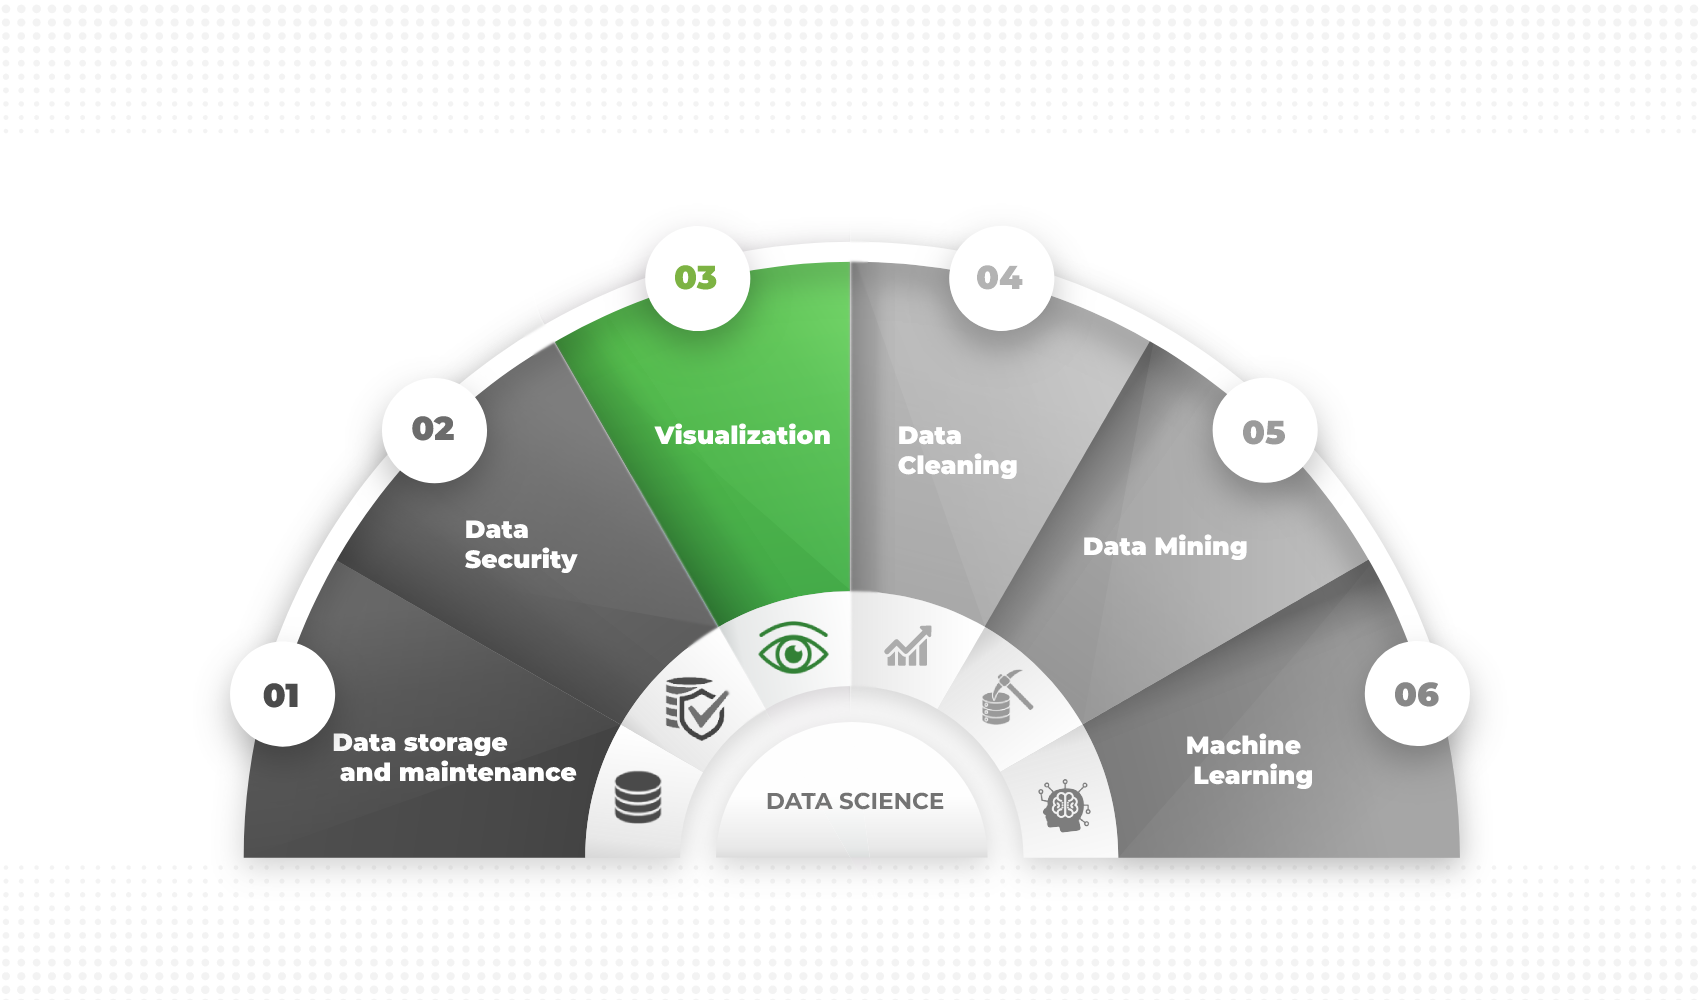 01
Data storage
and maintenance
02
Data
Security
03
Visualization
04
Data
Cleaning
05
Data Mining
06
Machine
Learning
DATA SCIENCE